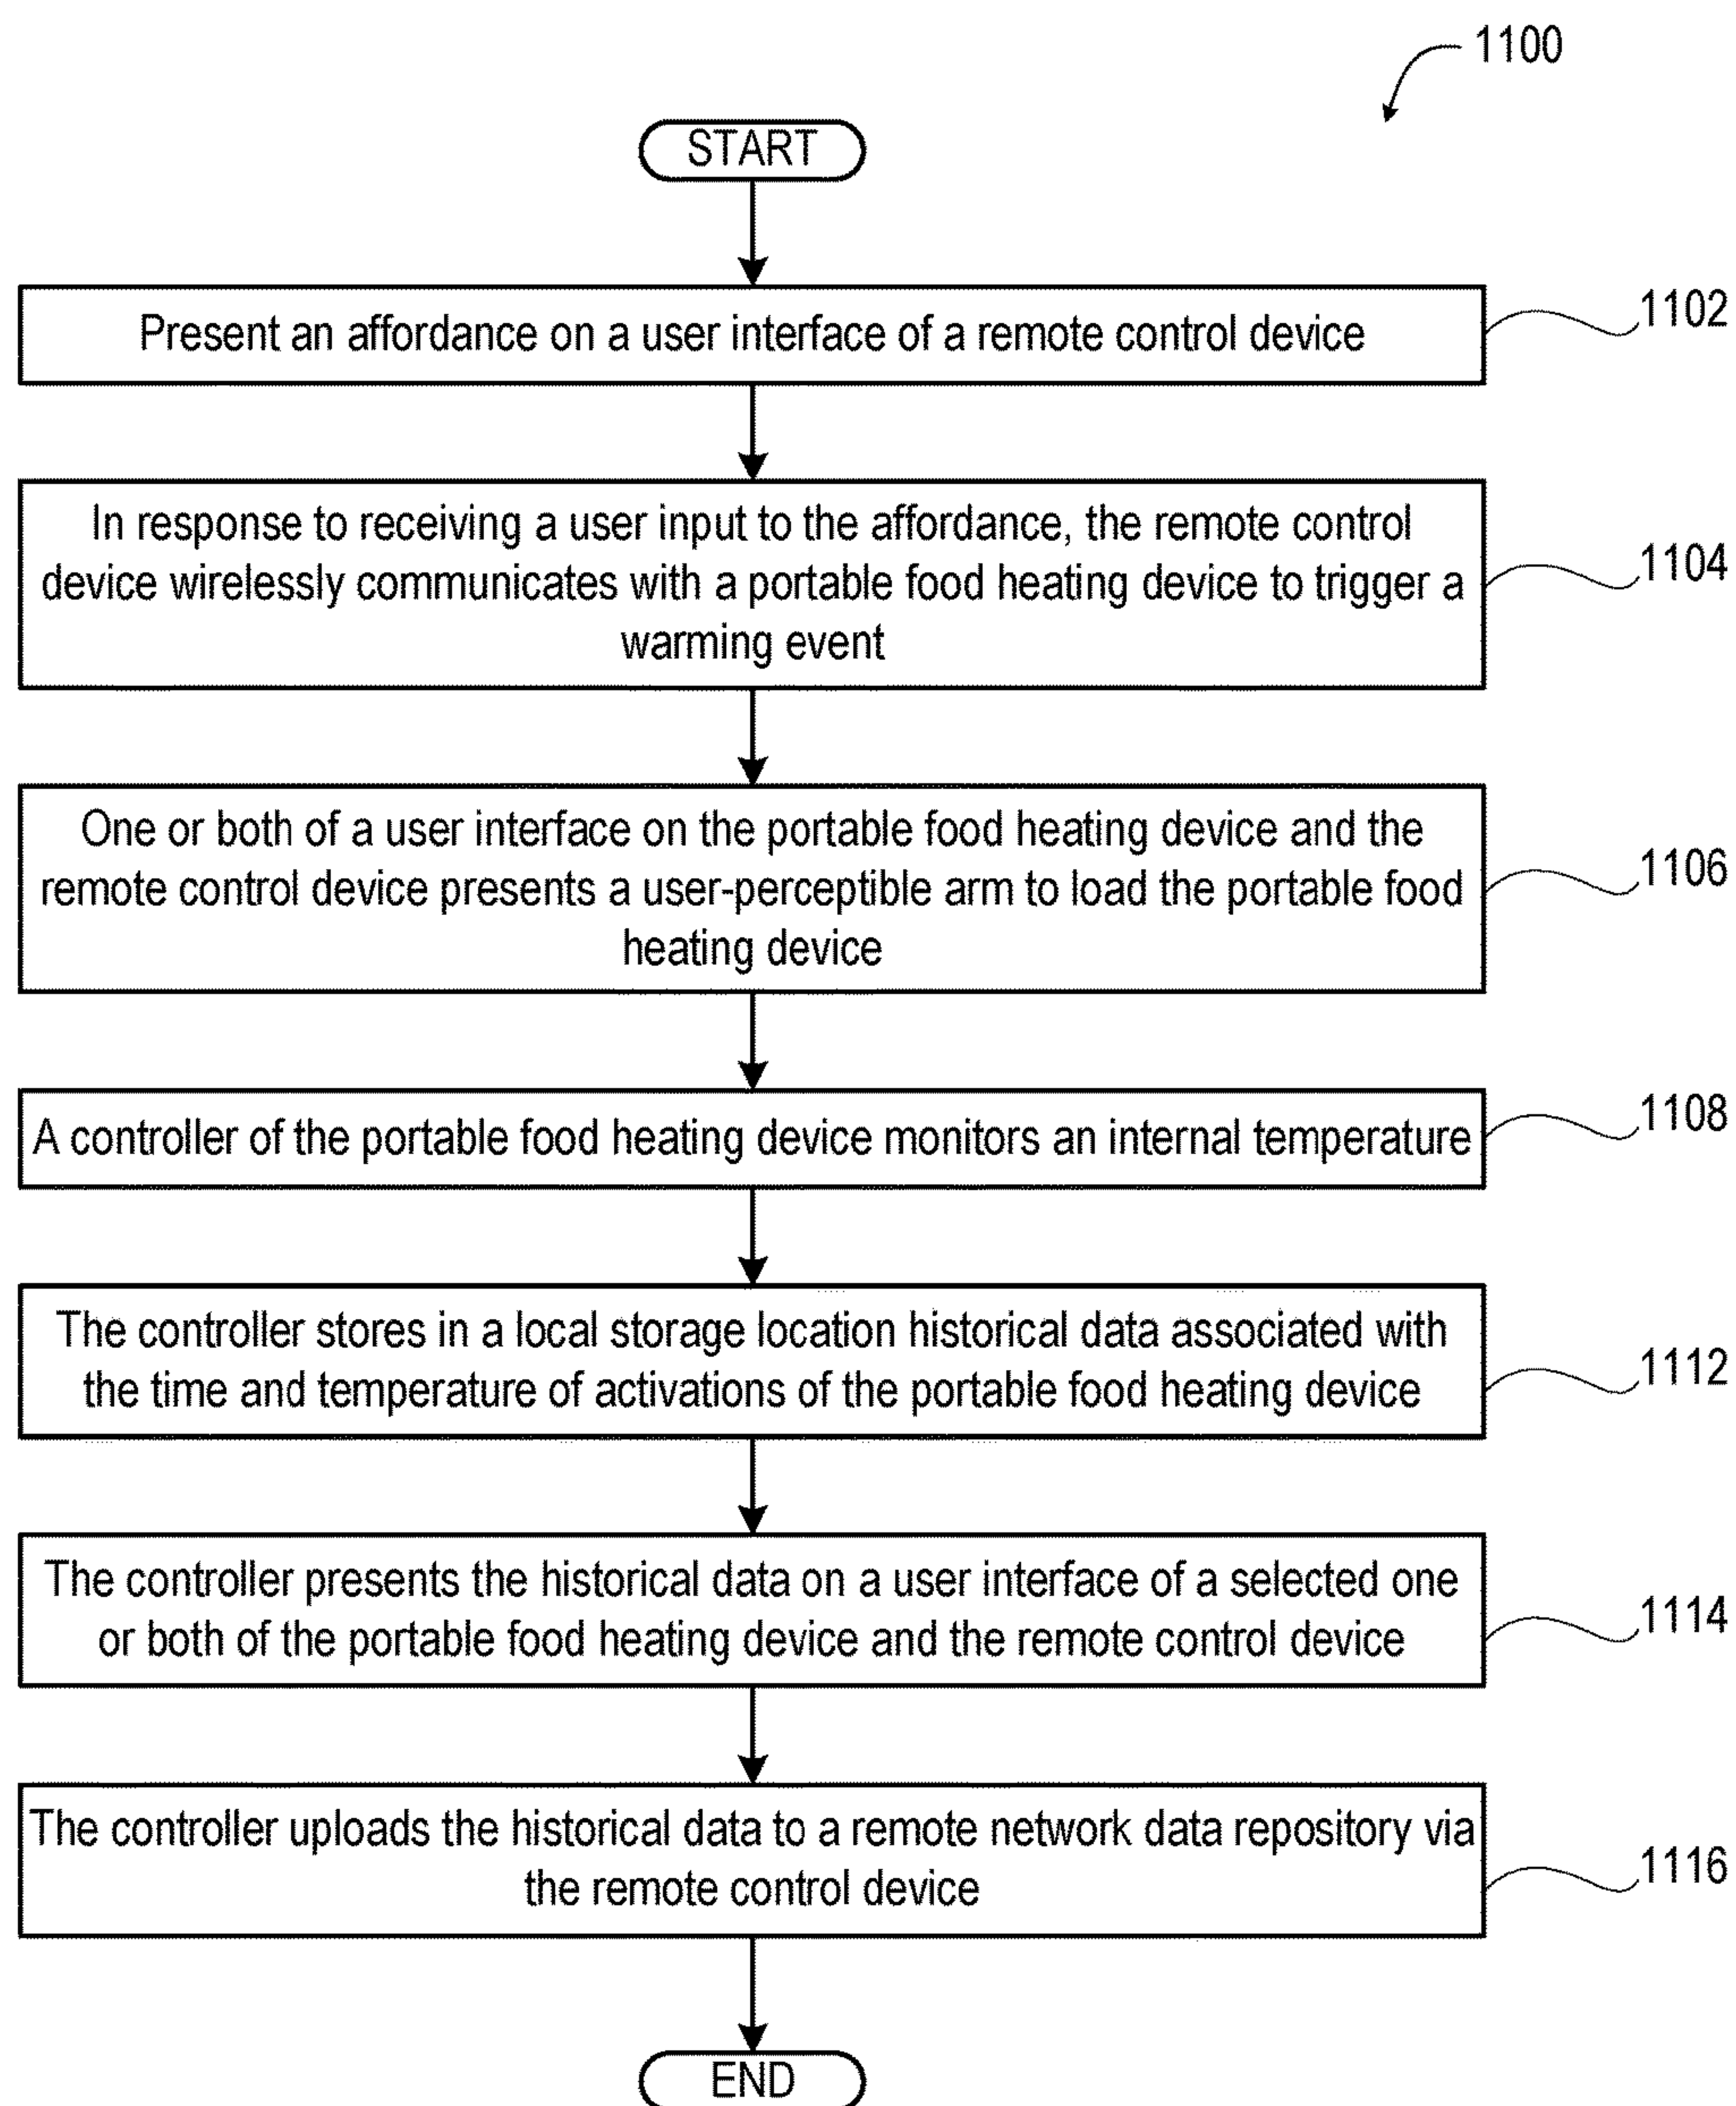 1100
START
Present an affordance on a user interface of a remote control device
1102
In response to receiving a user input to the affordance, the remote control
device wirelessly communicates with a portable food heating device to trigger a
warming event
1104
One or both of a user interface on the portable food heating device and the
remote control device presents a user-perceptible arm to load the portable food
heating device
1106
A controller of the portable food heating device monitors an internal temperature
1108
The controller stores in a local storage location historical data associated with
the time and temperature of activations of the portable food heating device
1112
The controller presents the historical data on a user interface of a selected one
or both of the portable food heating device and the remote control device
1114
The controller uploads the historical data to a remote network data repository via
the remote control device
1116
END